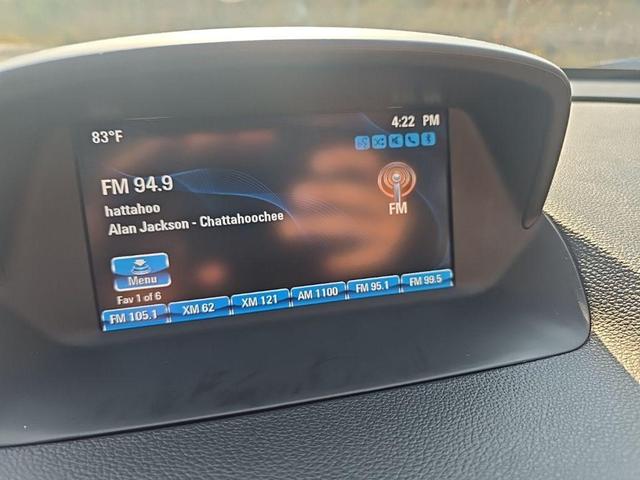 83°F
4:22 PM
FM 94.9
hattahoo
Alan Jackson - Chattahoochee
FM
Menu
Fav 1 of 6
FM 105.1
XM 62
XM 121
AM 1100
FM 95.1
FM 99.5